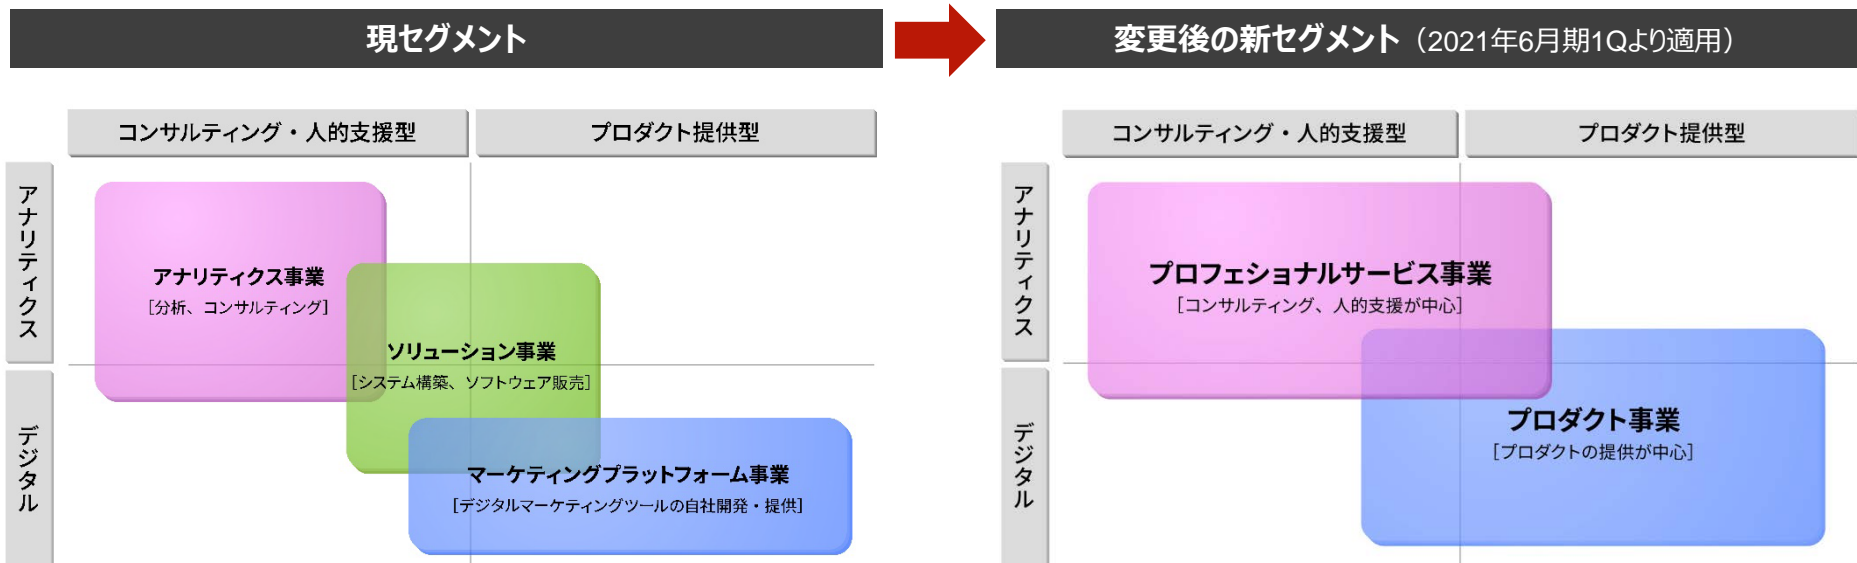 現セグメント
コンサルティング・人的支援型
プロダクト提供型
アナリティクス
デジタル
アナリティクス事業
[分析、コンサルティング]
ソリューション事業
[システム構築、ソフトウェア販売]
マーケティングプラットフォーム事業
[デジタルマーケティングツールの自社開発・提供]
変更後の新セグメント（2021年6月期1Qより適用）
コンサルティング・人的支援型
プロダクト提供型
アナリティクス
デジタル
プロフェショナルサービス事業
[コンサルティング、人的支援が中心]
プロダクト事業
[プロダクトの提供が中心]